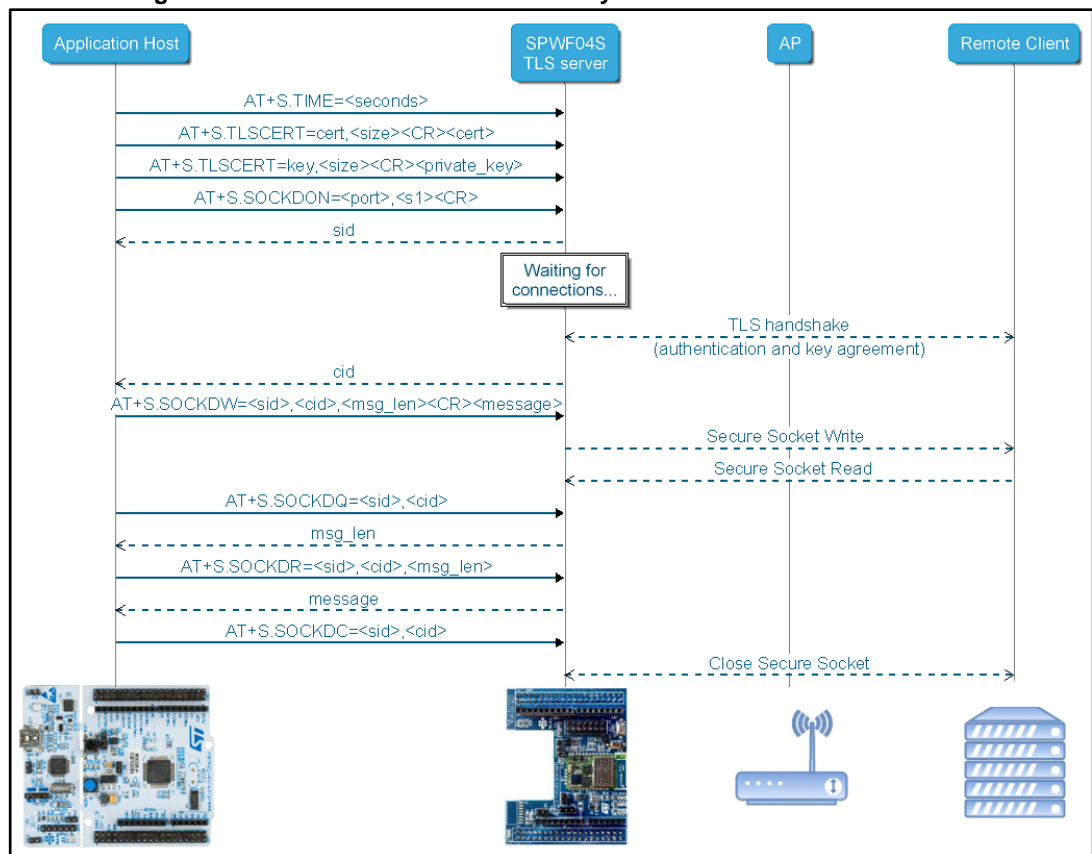 Application Host
SPWF04S
TLS server
AP
Remote Client
AT+S.TIME=<seconds>
AT+S.TLSCERT=cert,<size><CR><cert>
AT+S.TLSCERT=key,<size><CR><private_key>
AT+S.SOCKDON=<port>,<s1><CR>
sid
Waiting for
connections...
TLS handshake
(authentication and key agreement)
cid
AT+S.SOCKDW=<sid>,<cid>,<msg_len><CR><message>
Secure Socket Write
Secure Socket Read
AT+S.SOCKDQ=<sid>,<cid>
msg_len
AT+S.SOCKDR=<sid>,<cid>,<msg_len>
message
AT+S.SOCKDC=<sid>,<cid>
Close Secure Socket